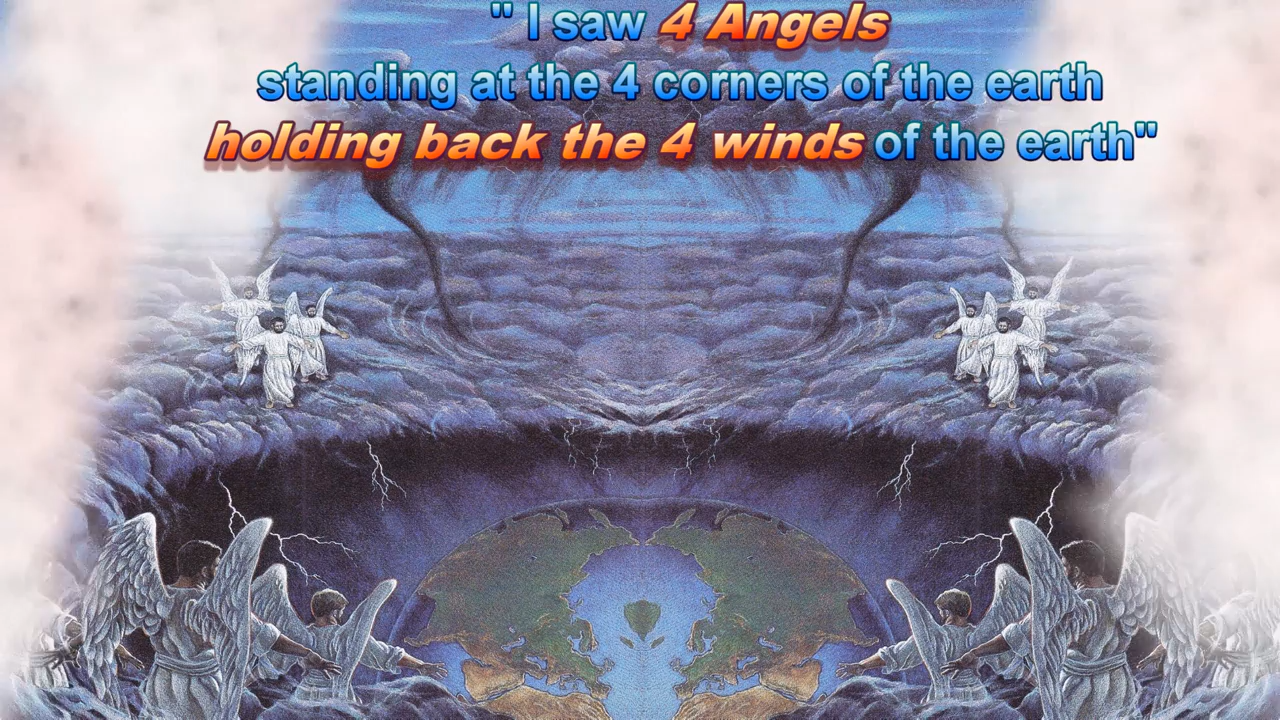 " I saw 4 Angels
standing at the 4 corners of the earth
holding back the 4 winds of the earth"